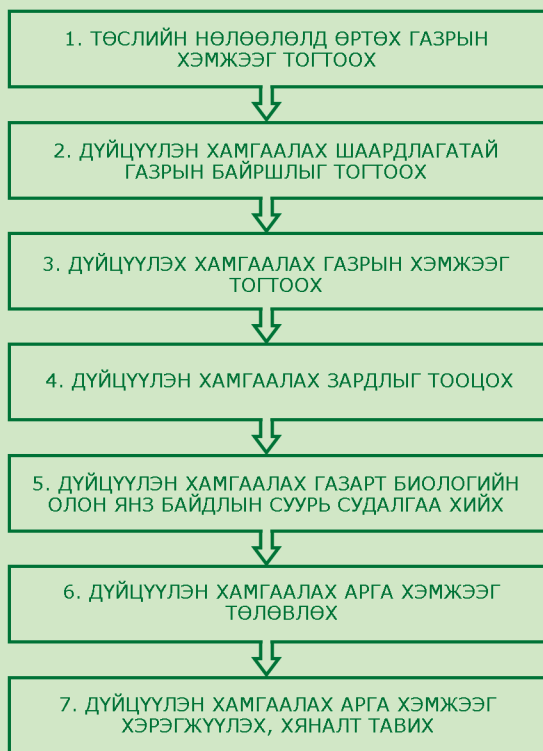 1. ТӨСЛИЙН НӨЛӨӨЛӨЛД ӨРТӨХ ГАЗРЫН
ХЭМЖЭЭГ ТОГТООХ
2. ДҮЙЦҮҮЛЭН ХАМГААЛАХ ШААРДЛАГАТАЙ
ГАЗРЫН БАЙРШЛЫГ ТОГТООХ
3. ДҮЙЦҮҮЛЭХ ХАМГААЛАХ ГАЗРЫН ХЭМЖЭЭГ
ТОГТООХ
4. ДҮЙЦҮҮЛЭН ХАМГААЛАХ ЗАРДЛЫГ ТООЦОХ
5. ДҮЙЦҮҮЛЭН ХАМГААЛАХ ГАЗАРТ БИОЛОГИЙН
ОЛОН ЯНЗ БАЙДЛЫН СУУРЬ СУДАЛГАА ХИЙХ
6. ДҮЙЦҮҮЛЭН ХАМГААЛАХ АРГА ХЭМЖЭЭГ
ТӨЛӨВЛӨХ
7. ДҮЙЦҮҮЛЭН ХАМГААЛАХ АРГА ХЭМЖЭЭГ
ХЭРЭГЖҮҮЛЭХ, ХЯНАЛТ ТАВИХ